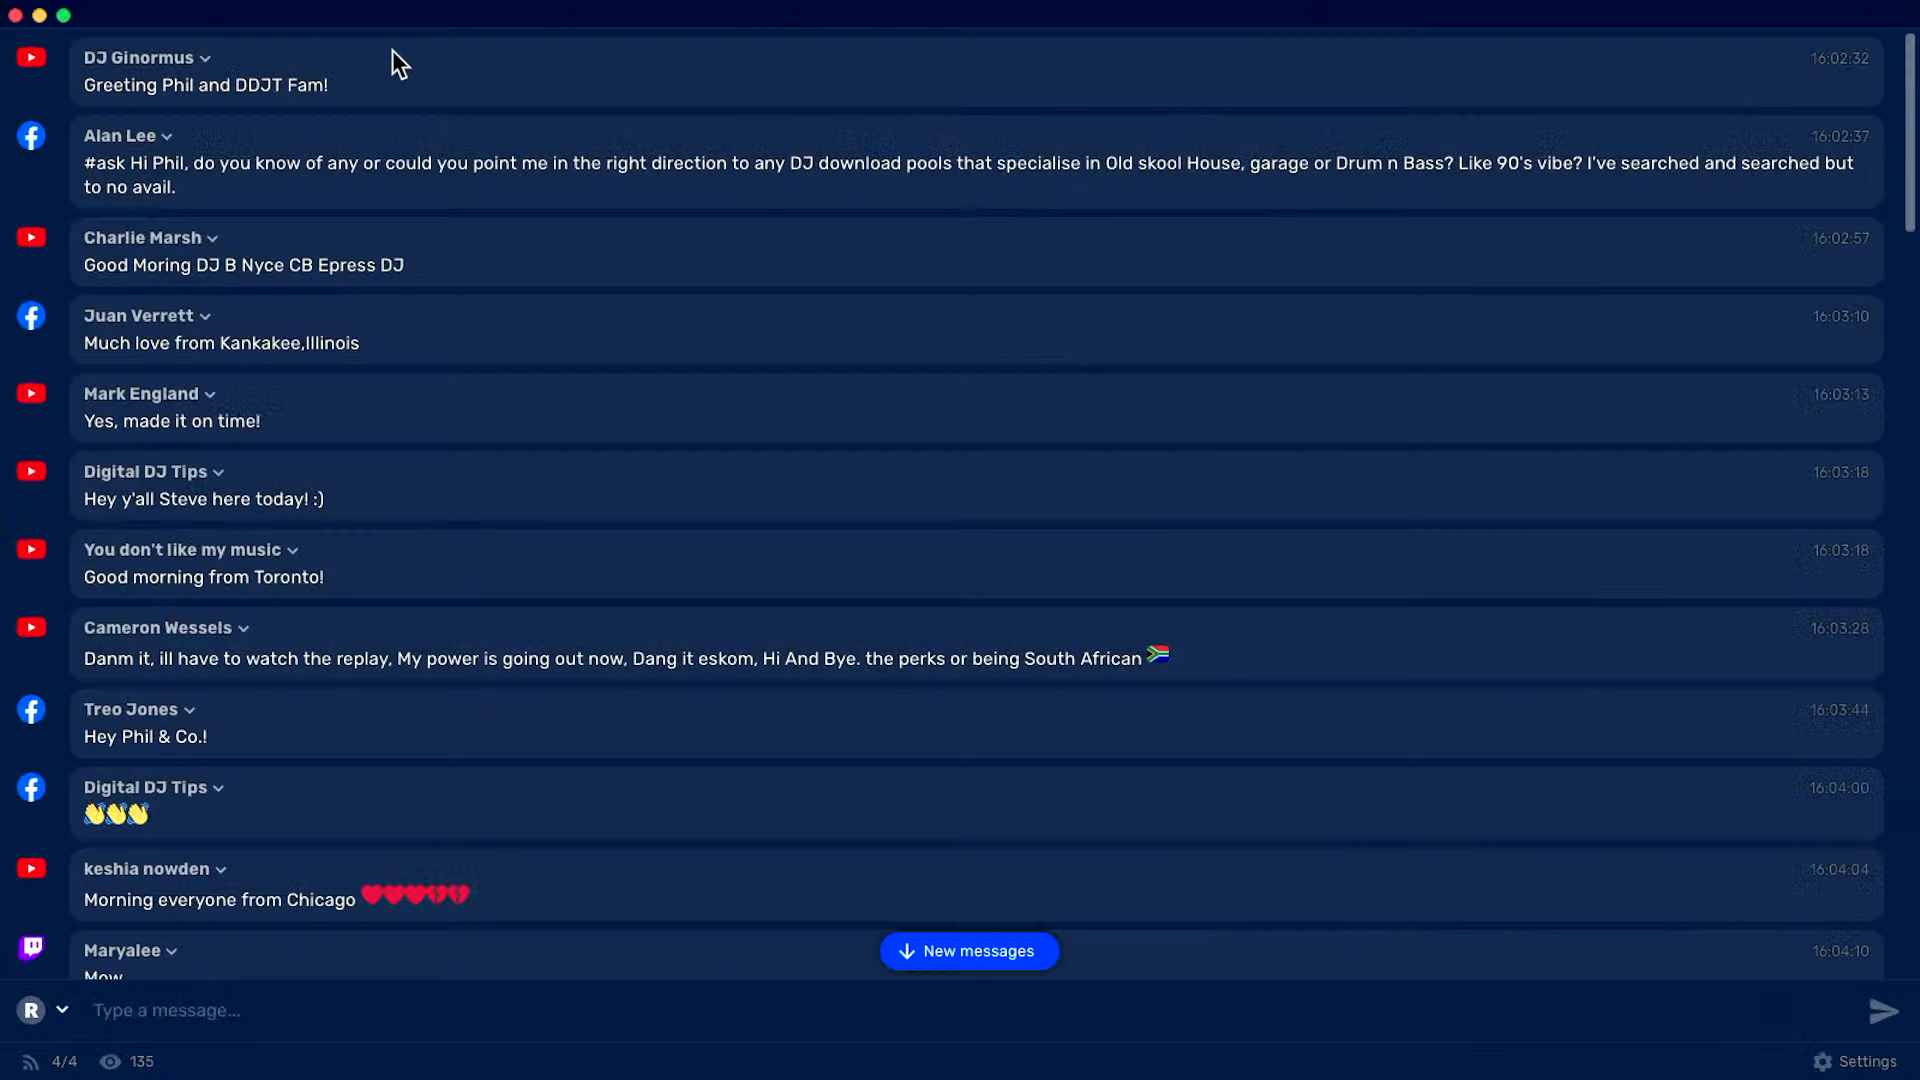 DJ Ginormus
16:02:32
Greeting Phil and DDJT Fam!
Alan Lee
16:02:37
#ask Hi Phil, do you know of any or could you point me in the right direction to any DJ download pools that specialise in Old skool House, garage or Drum n Bass? Like 90's vibe? I've searched and searched but
to no avail.
Charlie Marsh
16:02:57
Good Moring DJ B Nyce CB Epress DJ
Juan Verrett
16:03:10
Much love from Kankakee,Illinois
Mark England
16:03:13
Yes, made it on time!
Digital DJ Tips
16:03:18
Hey y'all Steve here today! :)
You don't like my music
16:03:18
Good morning from Toronto!
Cameron Wessels
16:03:28
Danm it, ill have to watch the replay, My power is going out now, Dang it eskom, Hi And Bye. the perks or being South African 🇿🇦
Treo Jones
16:03:44
Hey Phil & Co.!
Digital DJ Tips
16:04:00
👋👋👋
keshia nowden
16:04:04
Morning everyone from Chicago ❤️❤️❤️💔💔
Maryalee
16:04:10
Mow
New messages
R
Type a message...
4/4
135
Settings